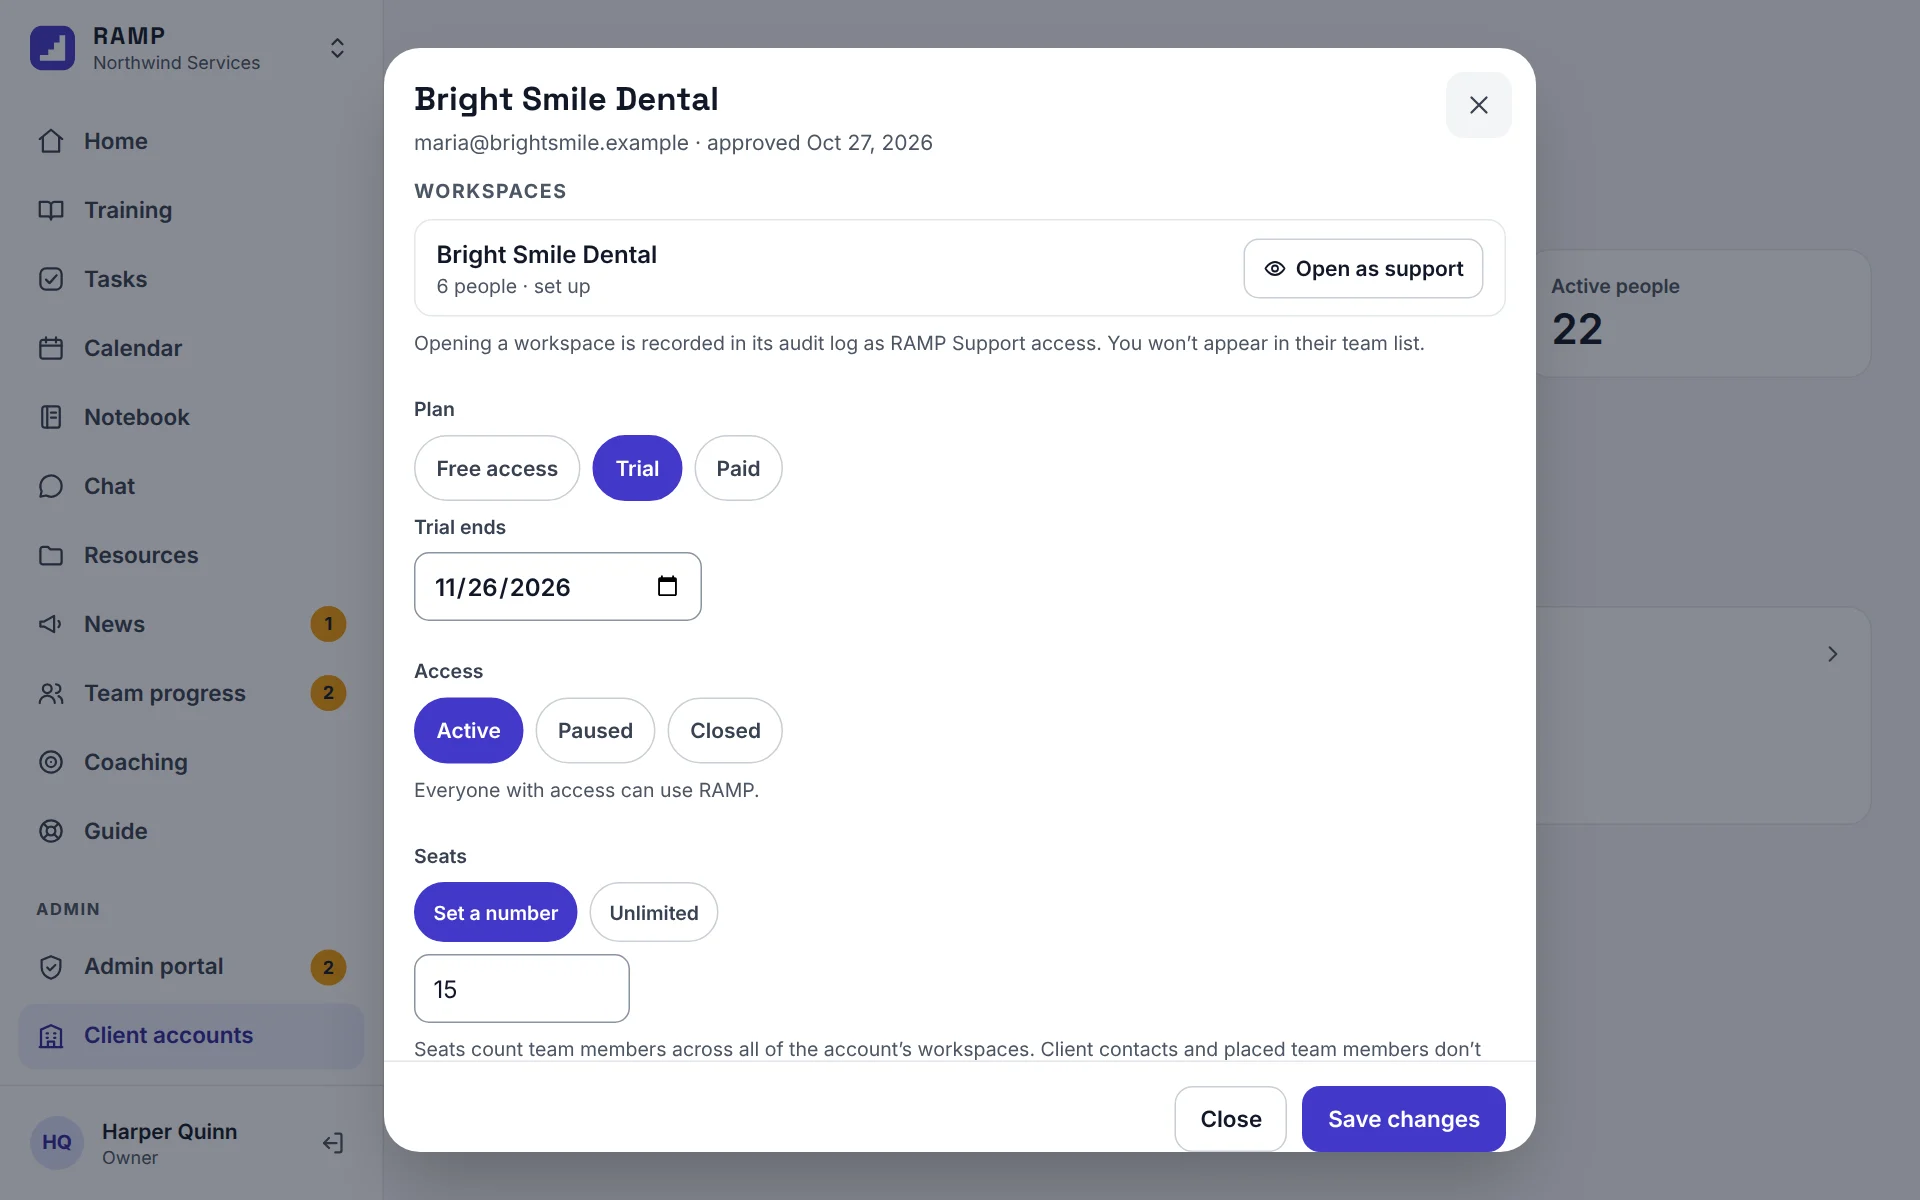 RAMP
Northwind Services
Home
Training
Tasks
Calendar
Notebook
Chat
Resources
News
1
Team progress
2
Coaching
Guide
ADMIN
Admin portal
2
Client accounts
HQ
Harper Quinn
Owner
Bright Smile Dental
maria@brightsmile.example · approved Oct 27, 2026
WORKSPACES
Bright Smile Dental
6 people · set up
Open as support
Opening a workspace is recorded in its audit log as RAMP Support access. You won’t appear in their team list.
Plan
Free access
Trial
Paid
Trial ends
11/26/2026
Access
Active
Paused
Closed
Everyone with access can use RAMP.
Seats
Set a number
Unlimited
15
Seats count team members across all of the account’s workspaces. Client contacts and placed team members don’t
Close
Save changes
Active people
22